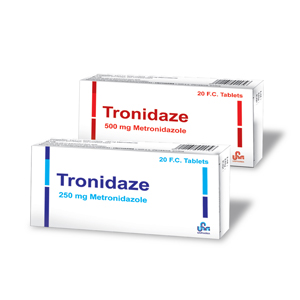 20 F.C. Tablets
Tronidaze
500 mg Metronidazole
20 F.C. Tablets
Tronidaze
250 mg Metronidazole